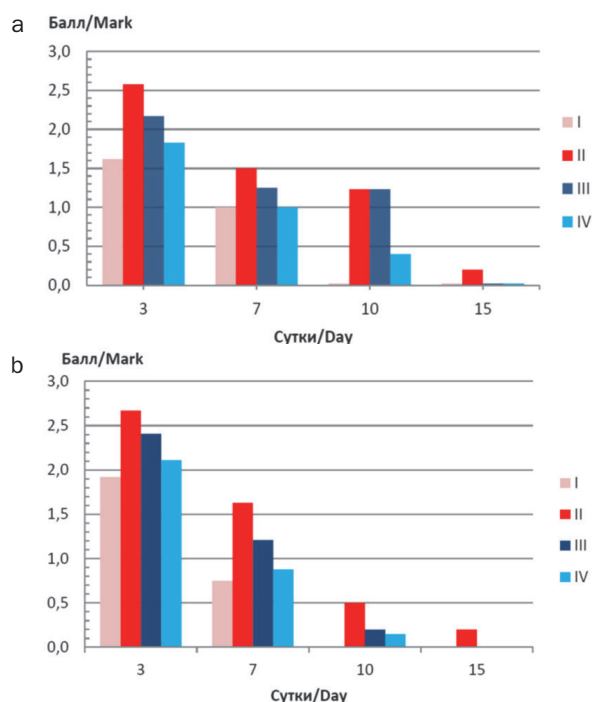 a
Балл/Mark
3,0
2,5
2,0
1,5
1,0
0,5
0,0
3 7 10 15
Сутки/Day
I
II
III
IV
b
Балл/Mark
3,0
2,5
2,0
1,5
1,0
0,5
0,0
3 7 10 15
Сутки/Day
I
II
III
IV